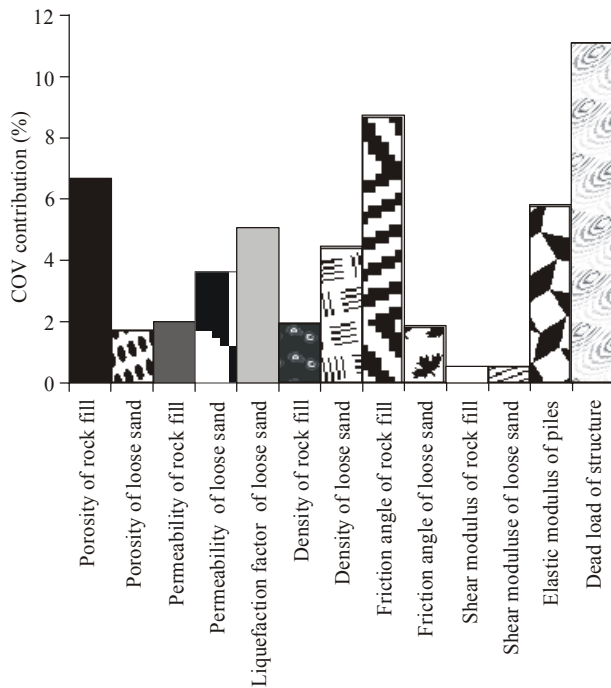 12
10
8
6
4
2
0
COV contribution (%)
Porosity of rock fill
Porosity of loose sand
Permeability of rock fill
Permeability of loose sand
Liquefaction factor of loose sand
Density of rock fill
Density of loose sand
Friction angle of rock fill
Friction angle of loose sand
Shear modulus of rock fill
Shear moduluse of loose sand
Elastic modulus of piles
Dead load of structure